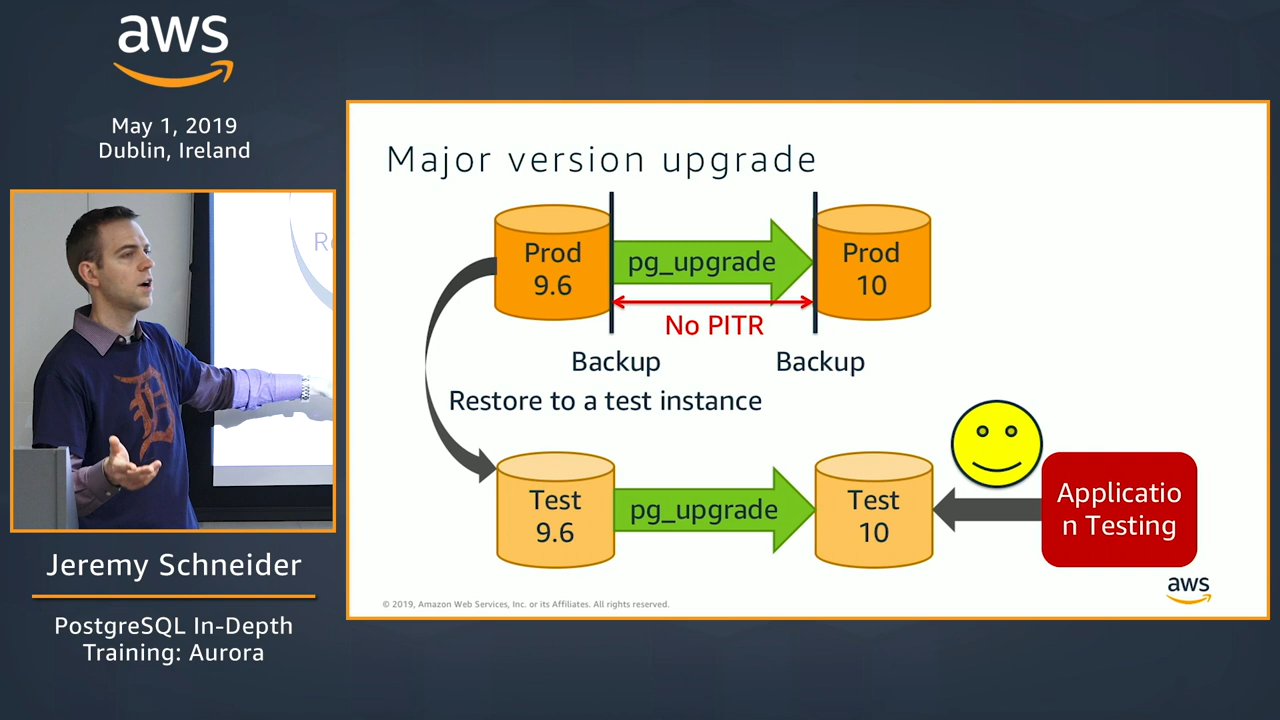 aws
May 1, 2019
Dublin, Ireland
Re
Jeremy Schneider
PostgreSQL In-Depth
Training: Aurora
Major version upgrade
Prod
9.6
pg_upgrade
Prod
10
No PITR
Backup
Backup
Restore to a test instance
Test
9.6
pg_upgrade
Test
10
Applicatio
n Testing
© 2019, Amazon Web Services, Inc. or its Affiliates. All rights reserved.
aws